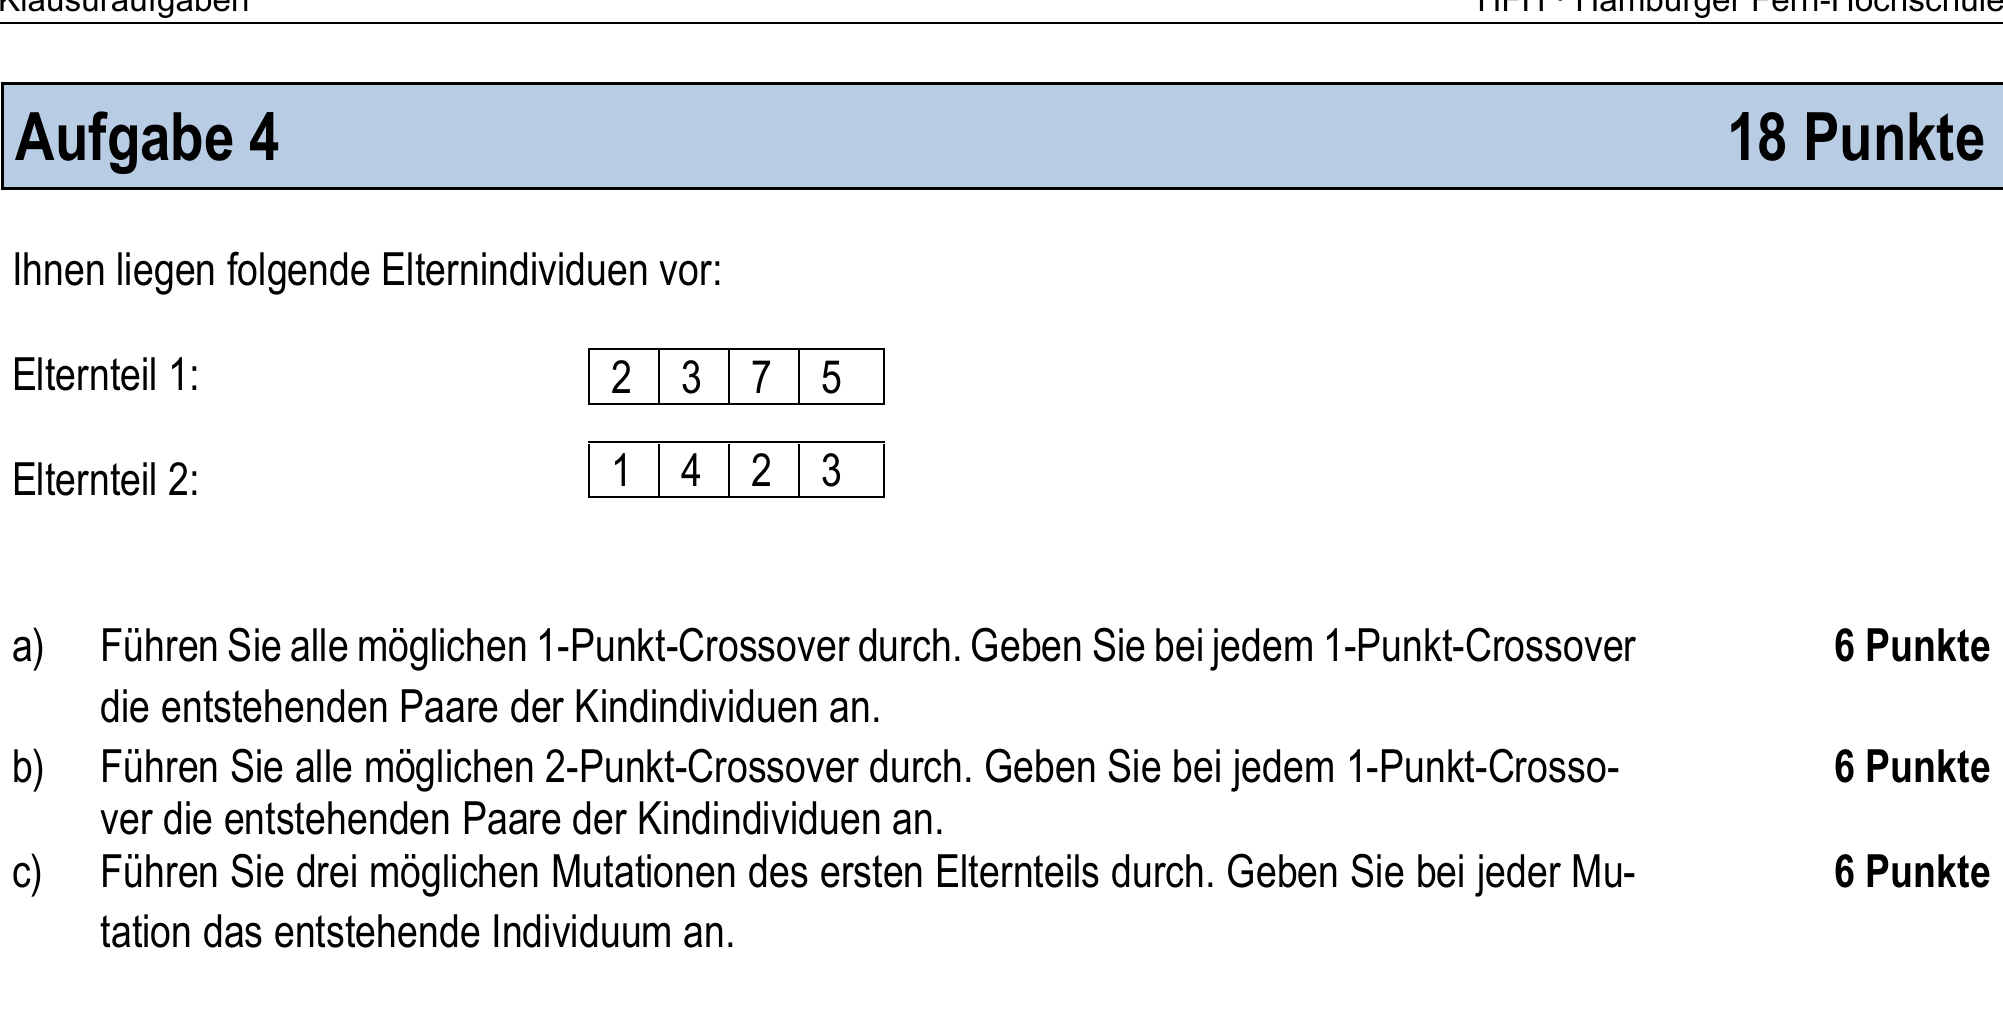 Klausuraufgaben HFH · Hamburger Fern-Hochschule
Aufgabe 4 18 Punkte
Ihnen liegen folgende Elternindividuen vor:
Elternteil 1: 2 3 7 5
Elternteil 2: 1 4 2 3
a) Führen Sie alle möglichen 1-Punkt-Crossover durch. Geben Sie bei jedem 1-Punkt-Crossover 6 Punkte
die entstehenden Paare der Kindindividuen an.
b) Führen Sie alle möglichen 2-Punkt-Crossover durch. Geben Sie bei jedem 1-Punkt-Crosso- 6 Punkte
ver die entstehenden Paare der Kindindividuen an.
c) Führen Sie drei möglichen Mutationen des ersten Elternteils durch. Geben Sie bei jeder Mu- 6 Punkte
tation das entstehende Individuum an.